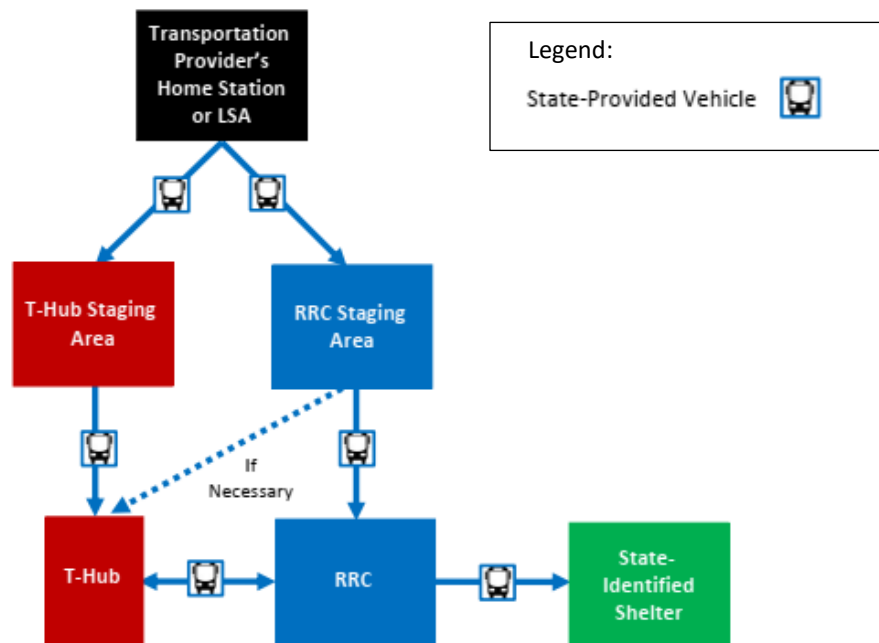 Transportation
Provider's
Home Station
or LSA
Legend:
State-Provided Vehicle
T-Hub Staging
Area
RRC Staging
Area
If
Necessary
T-Hub
RRC
State-
Identified
Shelter